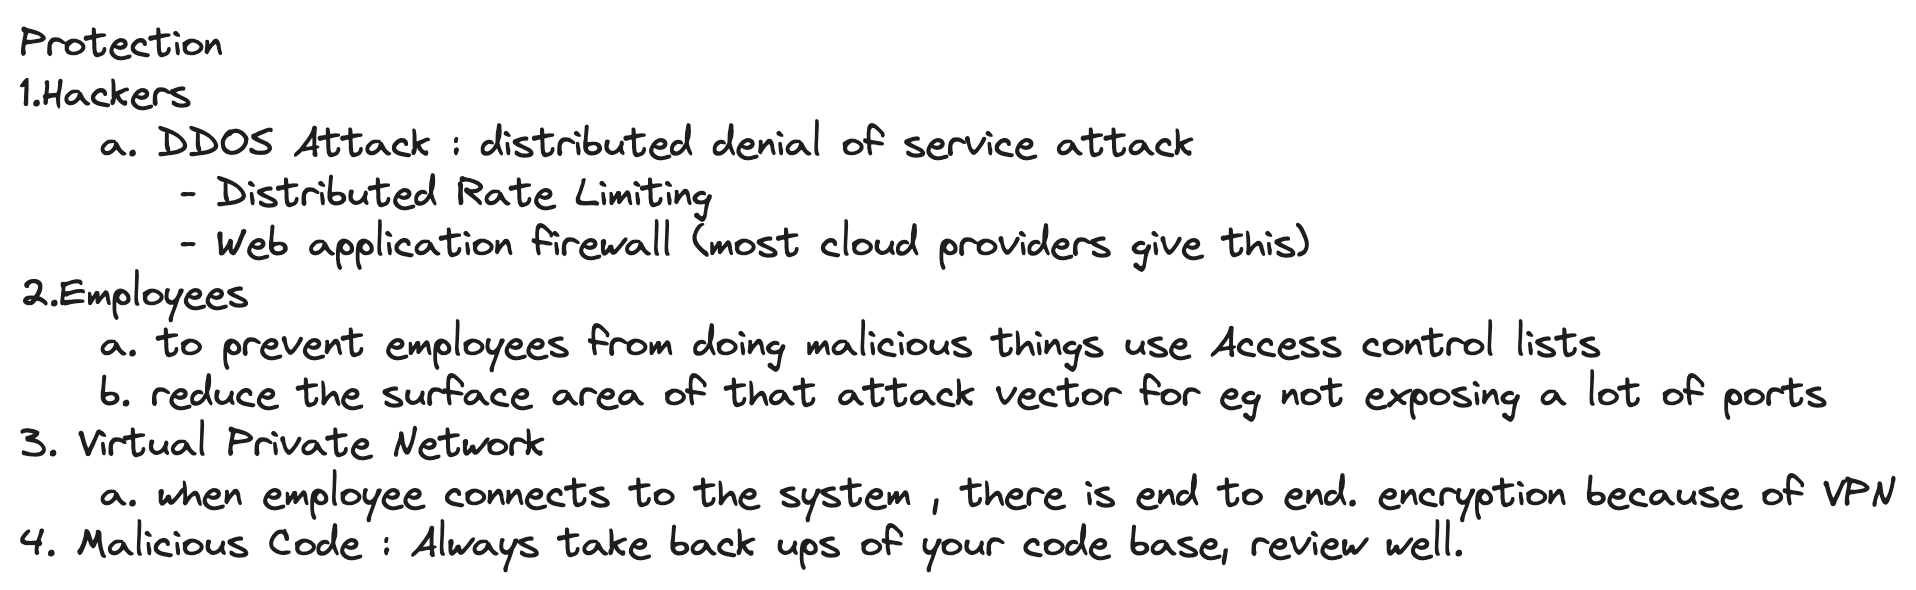 Protection
1.Hackers
a. DDOS Attack : distributed denial of service attack
- Distributed Rate Limiting
- Web application firewall (most cloud providers give this)
2.Employees
a. to prevent employees from doing malicious things use Access control lists
b. reduce the surface area of that attack vector for eg not exposing a lot of ports
3. Virtual Private Network
a. when employee connects to the system , there is end to end. encryption because of VPN
4. Malicious Code : Always take back ups of your code base, review well.